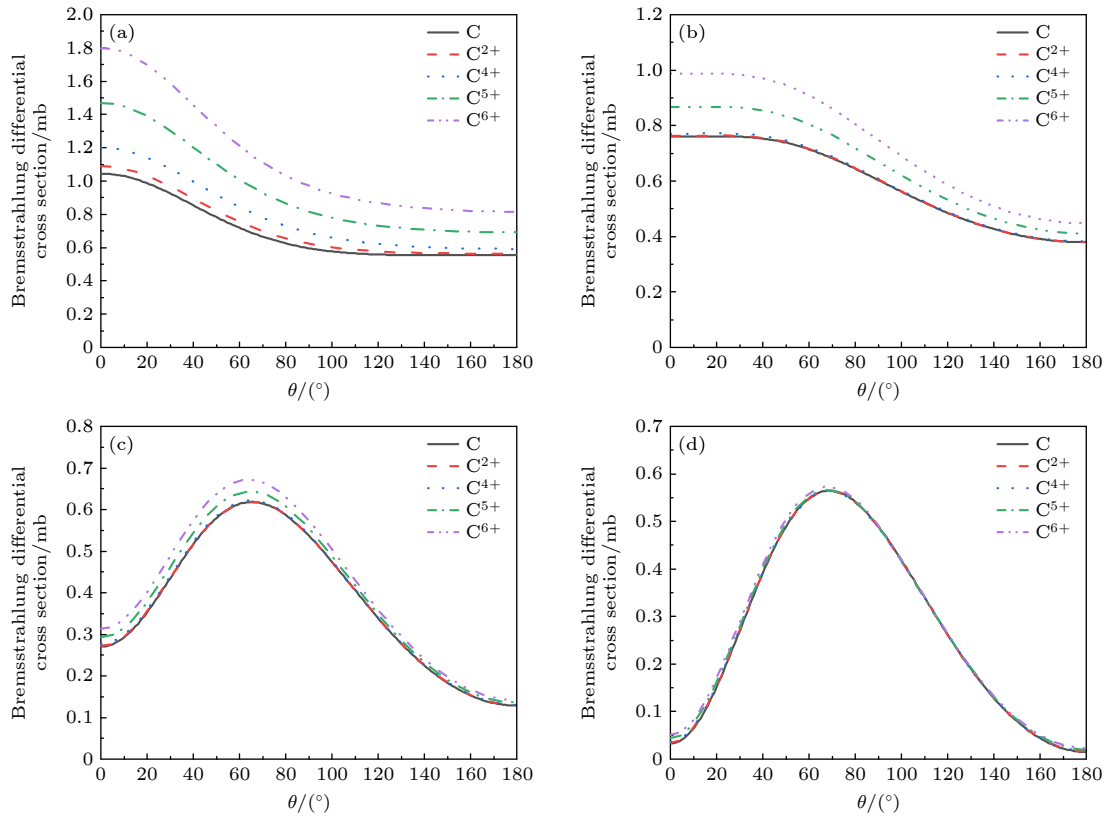 (a)
C
C²⁺
C⁴⁺
C⁵⁺
C⁶⁺
2.0
1.8
1.6
1.4
1.2
1.0
0.8
0.6
0.4
0.2
0
Bremsstrahlung differential
cross section/mb
0 20 40 60 80 100 120 140 160 180
θ/(°)
(b)
C
C²⁺
C⁴⁺
C⁵⁺
C⁶⁺
1.2
1.0
0.8
0.6
0.4
0.2
0
Bremsstrahlung differential
cross section/mb
0 20 40 60 80 100 120 140 160 180
θ/(°)
(c)
C
C²⁺
C⁴⁺
C⁵⁺
C⁶⁺
0.8
0.7
0.6
0.5
0.4
0.3
0.2
0.1
0
Bremsstrahlung differential
cross section/mb
0 20 40 60 80 100 120 140 160 180
θ/(°)
(d)
C
C²⁺
C⁴⁺
C⁵⁺
C⁶⁺
0.7
0.6
0.5
0.4
0.3
0.2
0.1
0
Bremsstrahlung differential
cross section/mb
0 20 40 60 80 100 120 140 160 180
θ/(°)